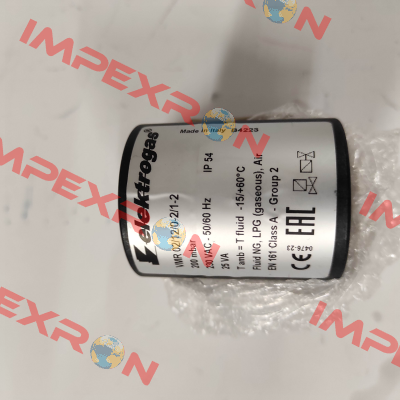 Made in Italy G4223
elektrogas
VMR 02/12/0-2/1-2
200 mbar
230 VAC - 50/60 Hz IP 54
25 VA
T amb = T fluid -15/+60°C
Fluid NG, LPG (gaseous), Air
EN 161 Class A - Group 2
CE EAC
0476-23
IMPEXRON
IMPEXRON
IMPEXRON
IMPEXRON
IMPEXRON